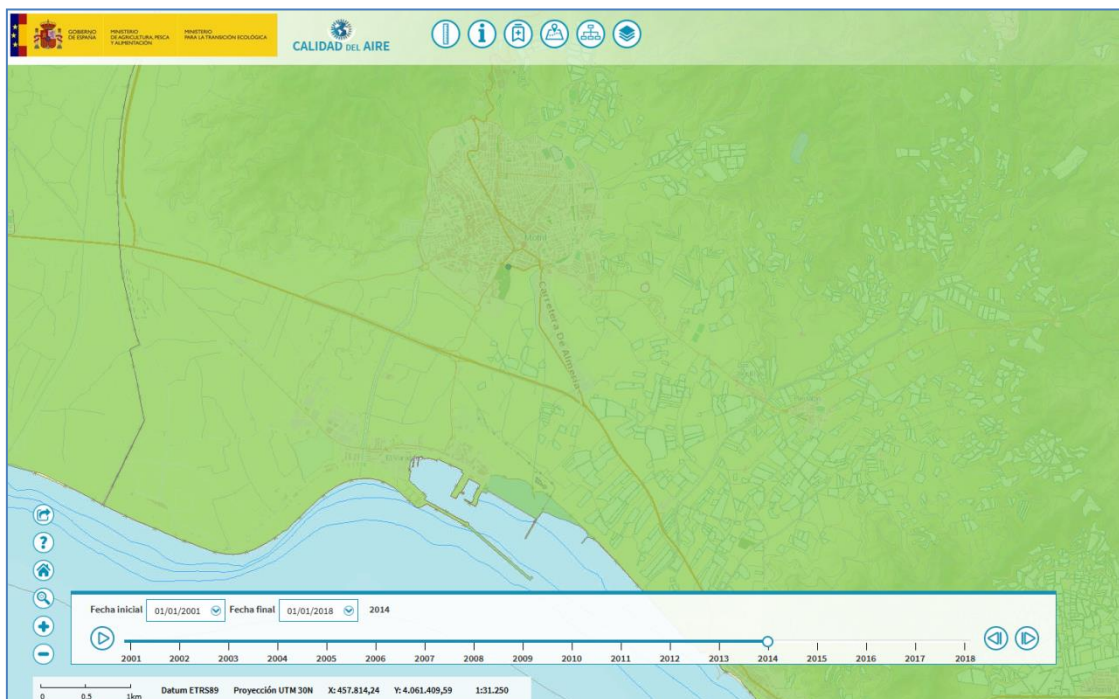 GOBIERNO
DE ESPAÑA
MINISTERIO
DE AGRICULTURA, PESCA
Y ALIMENTACIÓN
MINISTERIO
PARA LA TRANSICIÓN ECOLÓGICA
CALIDAD DEL AIRE
Carretera De Almería
Fecha inicial 01/01/2001 Fecha final 01/01/2018 2014
2001 2002 2003 2004 2005 2006 2007 2008 2009 2010 2011 2012 2013 2014 2015 2016 2017 2018
0 0.5 1km Datum ETRS89 Proyección UTM 30N X: 457.814,24 Y: 4.061.409,59 1:31.250